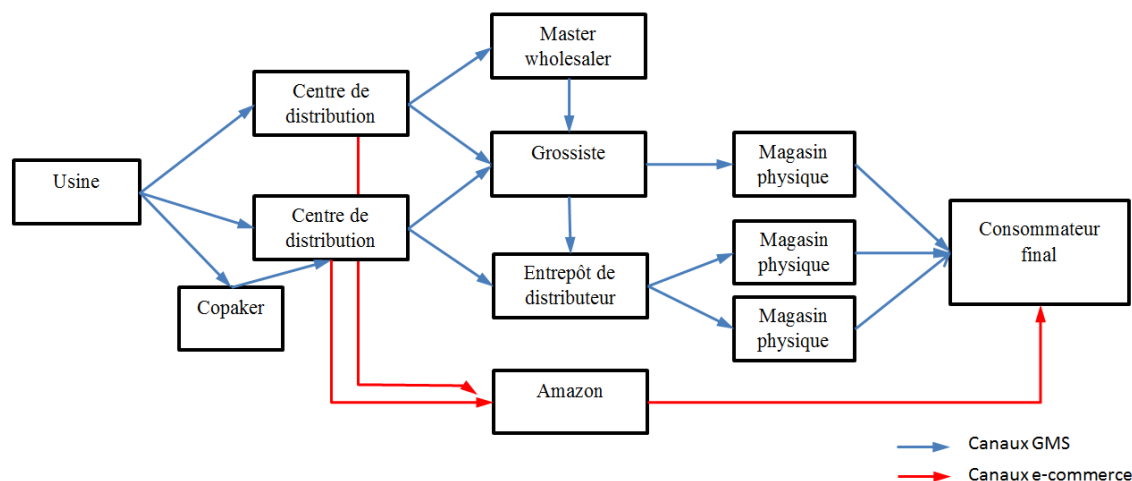 Master
wholesaler
Centre de
distribution
Grossiste
Magasin
physique
Usine
Centre de
distribution
Magasin
physique
Consommateur
final
Entrepôt de
distributeur
Copaker
Magasin
physique
Amazon
Canaux GMS
Canaux e-commerce